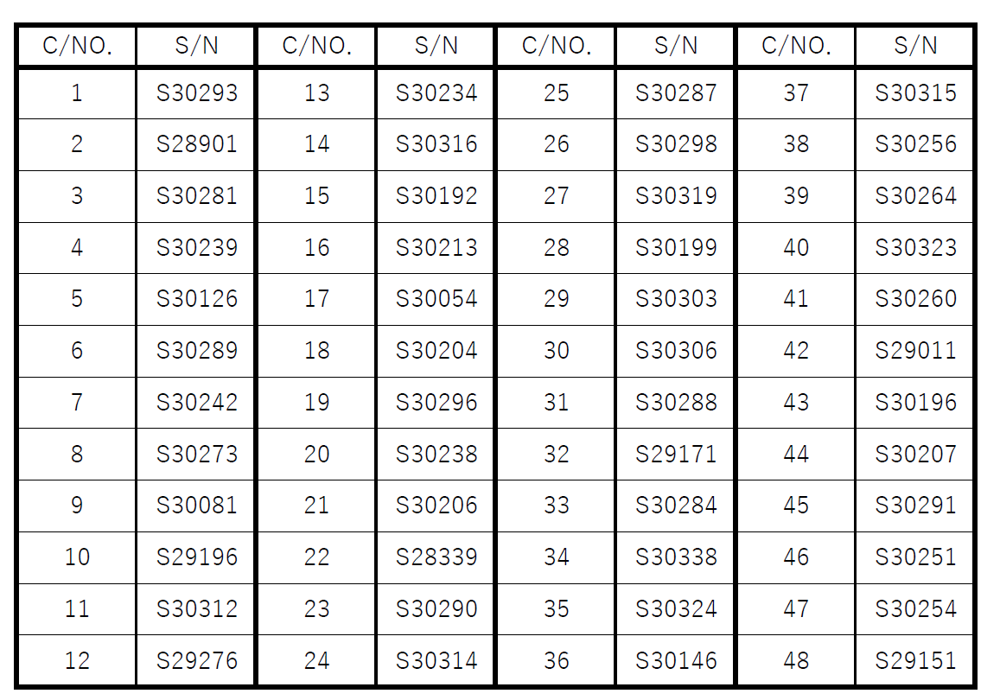 C/NO. S/N C/NO. S/N C/NO. S/N C/NO. S/N
1 S30293 13 S30234 25 S30287 37 S30315
2 S28901 14 S30316 26 S30298 38 S30256
3 S30281 15 S30192 27 S30319 39 S30264
4 S30239 16 S30213 28 S30199 40 S30323
5 S30126 17 S30054 29 S30303 41 S30260
6 S30289 18 S30204 30 S30306 42 S29011
7 S30242 19 S30296 31 S30288 43 S30196
8 S30273 20 S30238 32 S29171 44 S30207
9 S30081 21 S30206 33 S30284 45 S30291
10 S29196 22 S28339 34 S30338 46 S30251
11 S30312 23 S30290 35 S30324 47 S30254
12 S29276 24 S30314 36 S30146 48 S29151